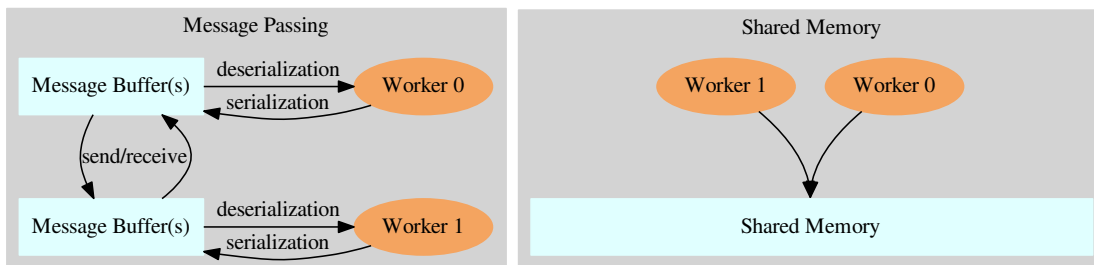 Message Passing
Message Buffer(s)
deserialization
serialization
Worker 0
send/receive
Message Buffer(s)
deserialization
serialization
Worker 1
Shared Memory
Worker 1
Worker 0
Shared Memory